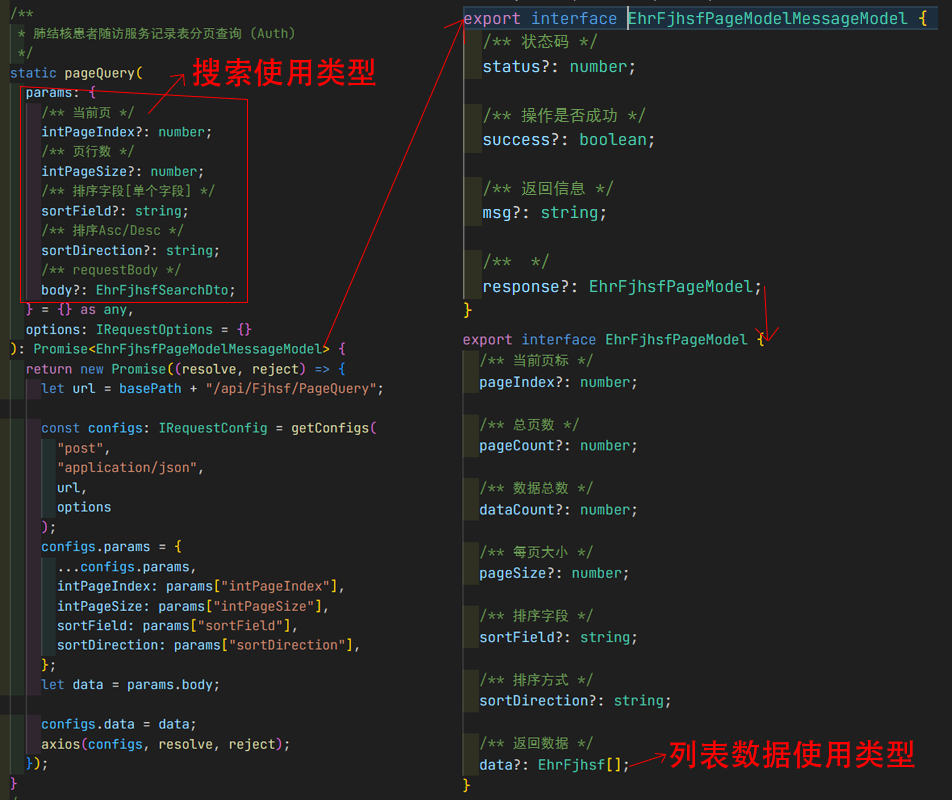 /**
 * 肺结核患者随访服务记录表分页查询 (Auth)
 */
static pageQuery(
搜索使用类型
params: {
/** 当前页 */
intPageIndex?: number;
/** 页行数 */
intPageSize?: number;
/** 排序字段[单个字段] */
sortField?: string;
/** 排序Asc/Desc */
sortDirection?: string;
/** requestBody */
body?: EhrFjhsfSearchDto;
} = {} as any,
options: IRequestOptions = {}
): Promise<EhrFjhsfPageModelMessageModel> {
return new Promise((resolve, reject) => {
let url = basePath + "/api/Fjhsf/PageQuery";
const configs: IRequestConfig = getConfigs(
"post",
"application/json",
url,
options
);
configs.params = {
...configs.params,
intPageIndex: params["intPageIndex"],
intPageSize: params["intPageSize"],
sortField: params["sortField"],
sortDirection: params["sortDirection"],
};
let data = params.body;
configs.data = data;
axios(configs, resolve, reject);
});
}
export interface EhrFjhsfPageModelMessageModel {
/** 状态码 */
status?: number;
/** 操作是否成功 */
success?: boolean;
/** 返回信息 */
msg?: string;
/**  */
response?: EhrFjhsfPageModel;
}
export interface EhrFjhsfPageModel {
/** 当前页标 */
pageIndex?: number;
/** 总页数 */
pageCount?: number;
/** 数据总数 */
dataCount?: number;
/** 每页大小 */
pageSize?: number;
/** 排序字段 */
sortField?: string;
/** 排序方式 */
sortDirection?: string;
/** 返回数据 */
data?: EhrFjhsf[];
列表数据使用类型
}